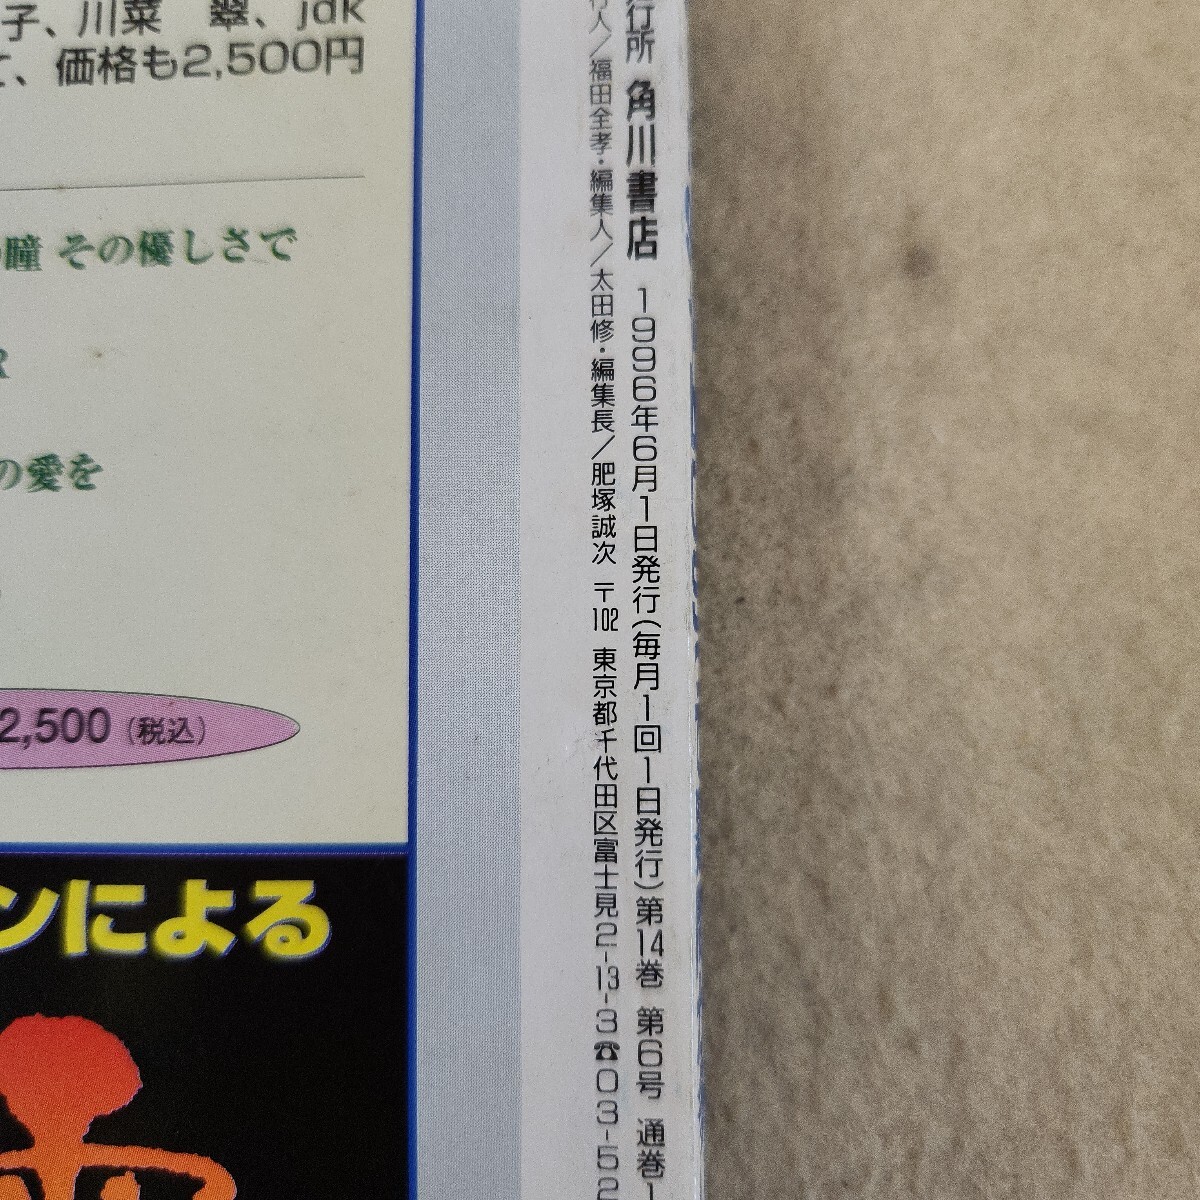 子、川菜 翠、jdk
、価格も2,500円
瞳 その優しさで
の愛を
2,500(税込)
ンによる
行所 角川書店 1996年6月1日発行(毎月1回1日発行)第14巻 第6号 通巻1
行人/福田全孝・編集人/太田修・編集長/肥塚誠次 〒102 東京都千代田区富士見2-13-3☎03-52